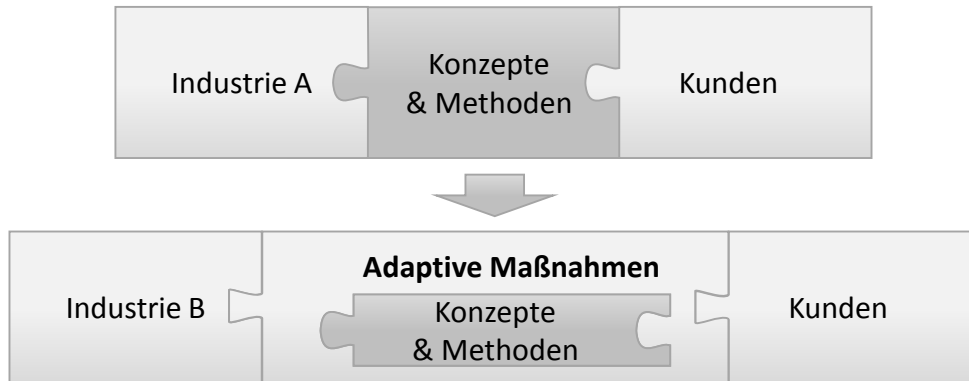 Industrie A
Konzepte
& Methoden
Kunden
Adaptive Maßnahmen
Industrie B
Konzepte
& Methoden
Kunden